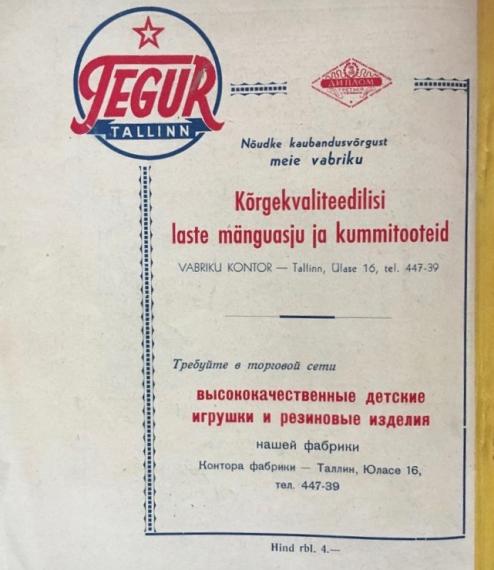 TEGUR
TALLINN
ДИПЛОМ
Nõudke kaubandusvõrgust
meie vabriku
Kõrgekvaliteedilisi
laste mänguasju ja kummitooteid
VABRIKU KONTOR — Tallinn, Ülase 16, tel. 447-39
Требуйте в торговой сети
высококачественные детские
игрушки и резиновые изделия
нашей фабрики
Контора фабрики — Таллин, Юласе 16,
тел. 447-39
Hind rbl. 4.—